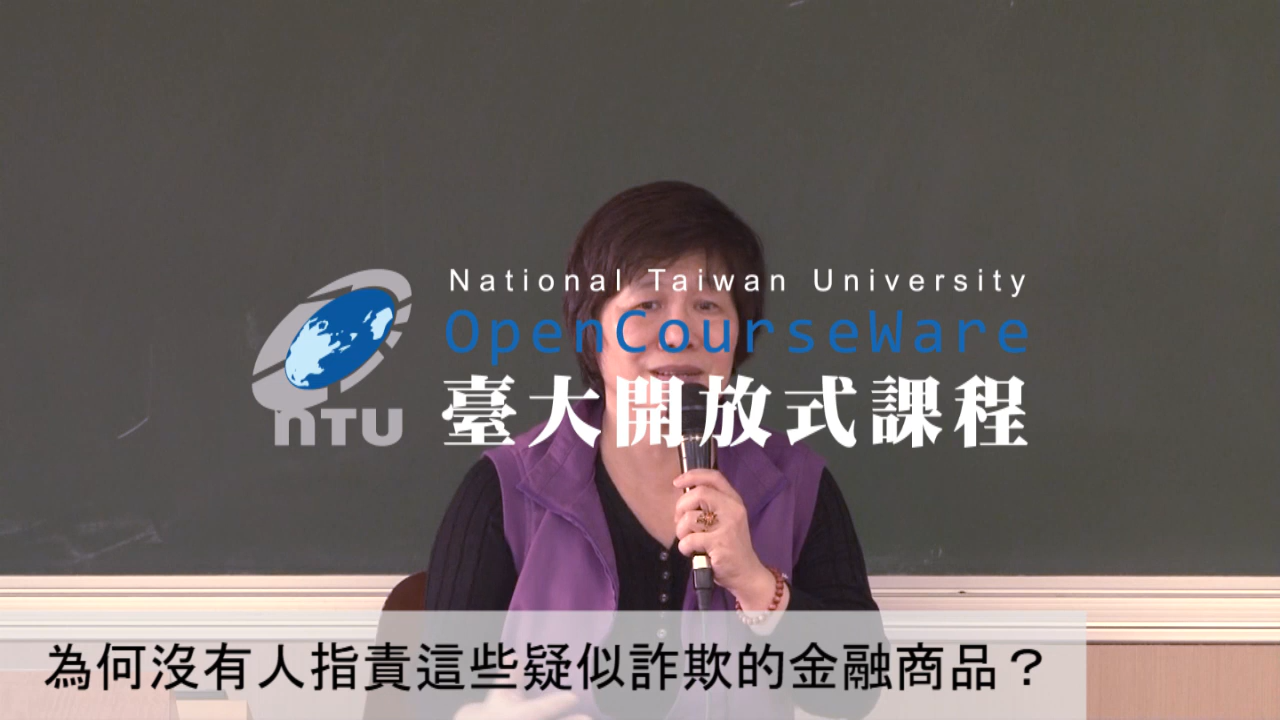 National Taiwan University
OpenCourseWare
臺大開放式課程
nTU
為何沒有人指責這些疑似詐欺的金融商品？